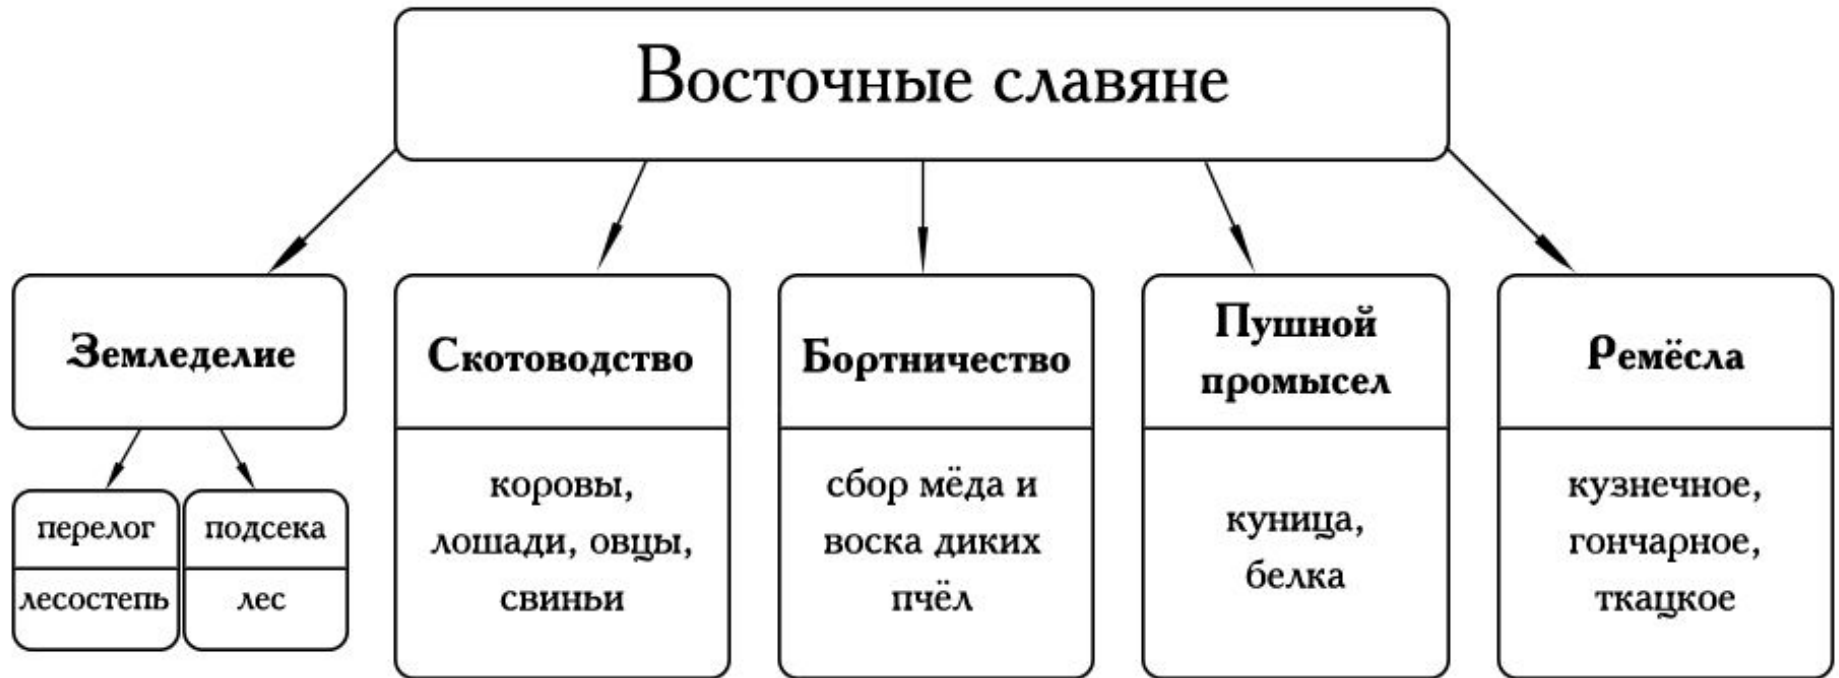 Восточные славяне
Земледелие
перелог
лесостепь
подсека
лес
Скотоводство
коровы,
лошади, овцы,
свиньи
Бортничество
сбор мёда и
воска диких
пчёл
Пушной
промысел
куница,
белка
Ремёсла
кузнечное,
гончарное,
ткацкое